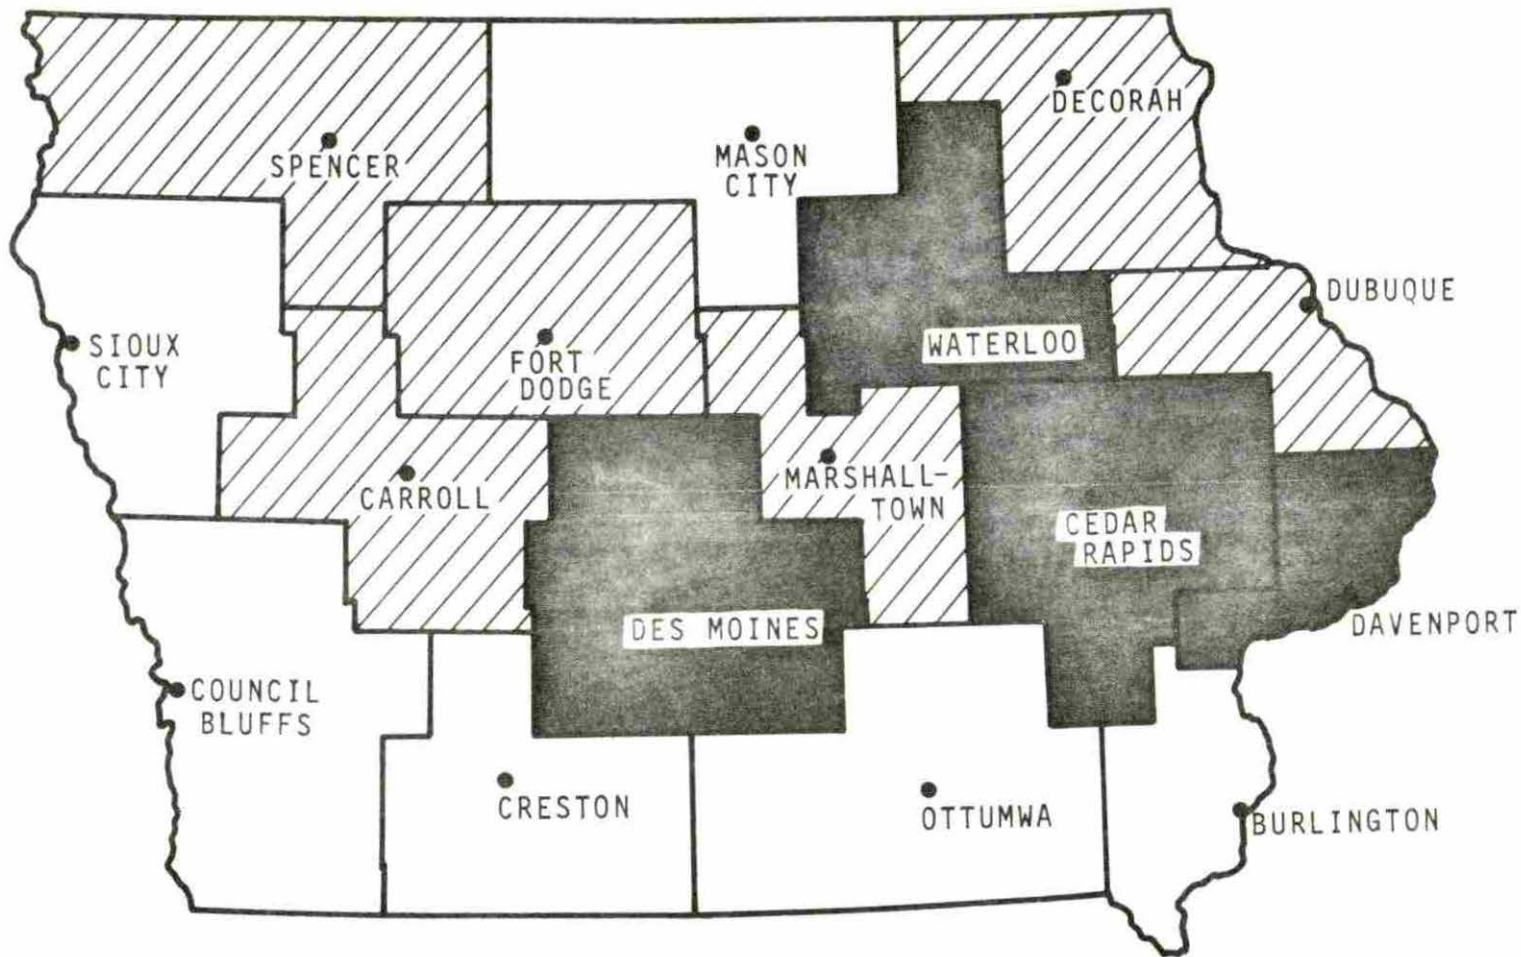 DECORAH
SPENCER
MASON
CITY
DUBUQUE
SIOUX
CITY
FORT
DODGE
WATERLOO
CARROLL
MARSHALL-
TOWN
CEDAR
RAPIDS
DES MOINES
DAVENPORT
COUNCIL
BLUFFS
CRESTON
OTTUMWA
BURLINGTON